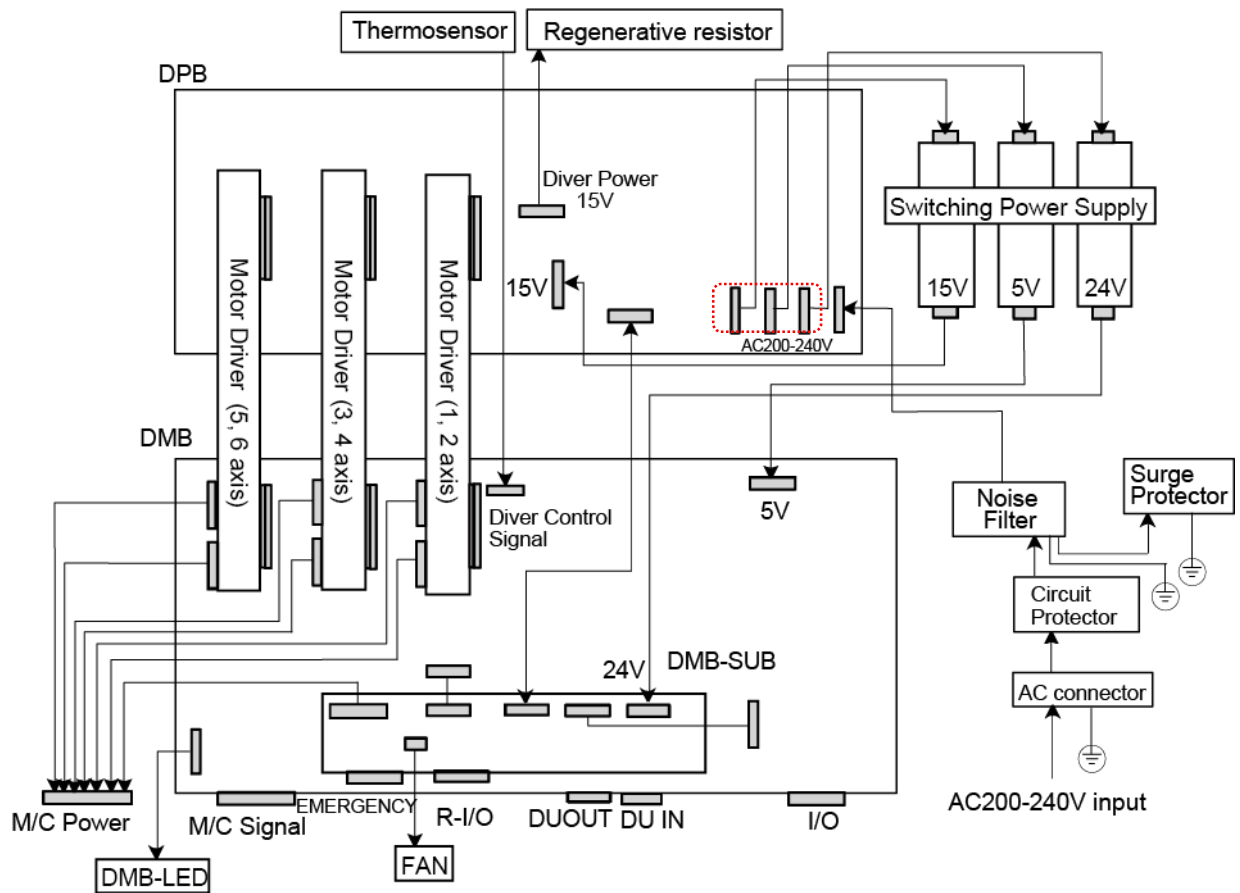 Thermosensor
Regenerative resistor
DPB
Diver Power
15V
15V
Motor Driver (5, 6 axis)
Motor Driver (3, 4 axis)
Motor Driver (1, 2 axis)
AC200-240V
Switching Power Supply
15V
5V
24V
DMB
Diver Control
Signal
5V
Noise
Filter
Surge
Protector
Circuit
Protector
AC connector
AC200-240V input
24V
DMB-SUB
EMERGENCY
M/C Power
M/C Signal
R-I/O
DUOUT
DU IN
I/O
DMB-LED
FAN